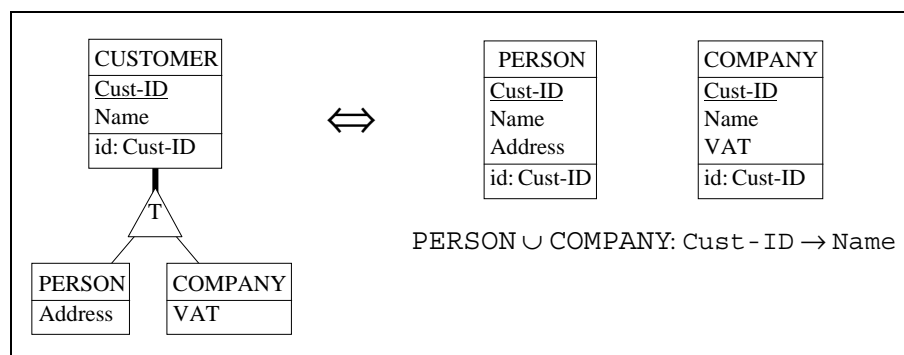 CUSTOMER
Cust-ID
Name
id: Cust-ID
T
PERSON
Address
COMPANY
VAT
⇔
PERSON
Cust-ID
Name
Address
id: Cust-ID
COMPANY
Cust-ID
Name
VAT
id: Cust-ID
PERSON ∪ COMPANY: Cust-ID → Name